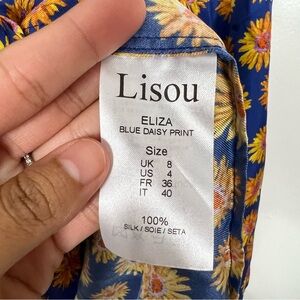 Lisou
ELIZA
BLUE DAISY PRINT
Size
UK 8
US 4
FR 36
IT 40
100%
SILK / SOIE / SETA